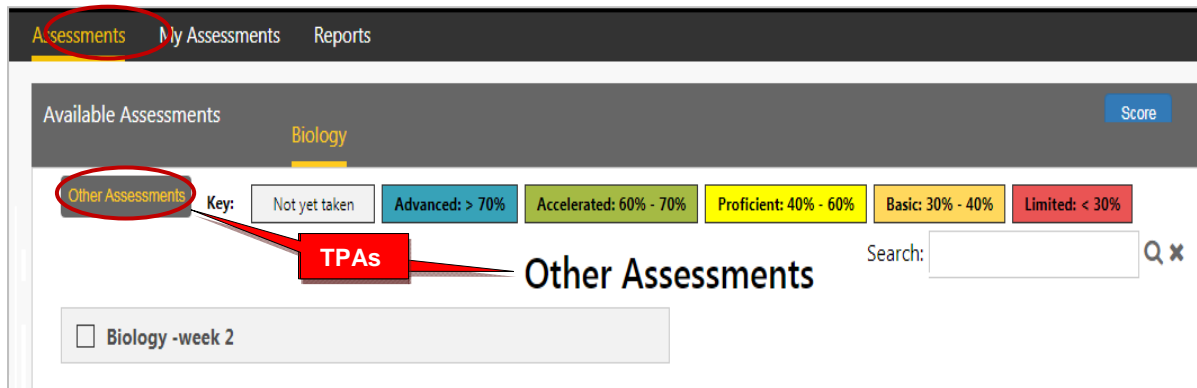 Assessments My Assessments Reports
Available Assessments
Score
Biology
Other Assessments Key: Not yet taken Advanced: > 70% Accelerated: 60% - 70% Proficient: 40% - 60% Basic: 30% - 40% Limited: < 30%
TPAs
Search:
Other Assessments
Biology -week 2